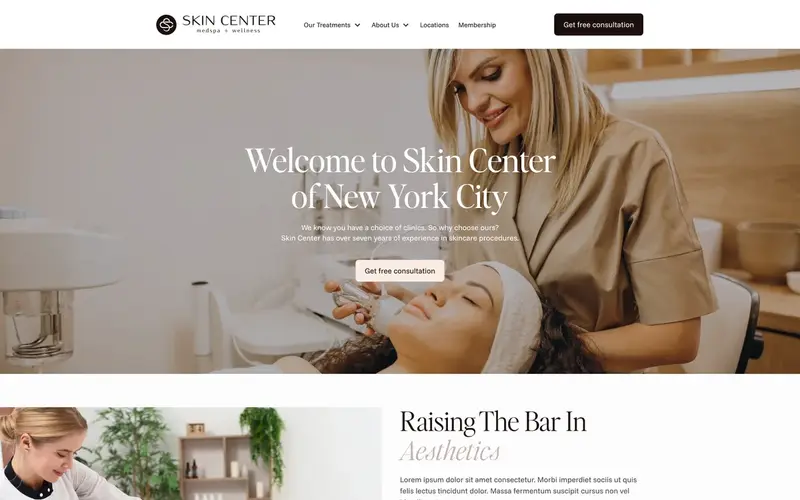 SKIN CENTER
medspa + wellness
Our Treatments
About Us
Locations
Membership
Get free consultation
Welcome to Skin Center
of New York City
We know you have a choice of clinics. So why choose ours?
Skin Center has over seven years of experience in skincare procedures.
Get free consultation
Raising The Bar In
Aesthetics
Lorem ipsum dolor sit amet consectetur. Morbi imperdiet sociis ut quis
felis lectus tincidunt dolor. Massa fermentum suscipit cursus non vel